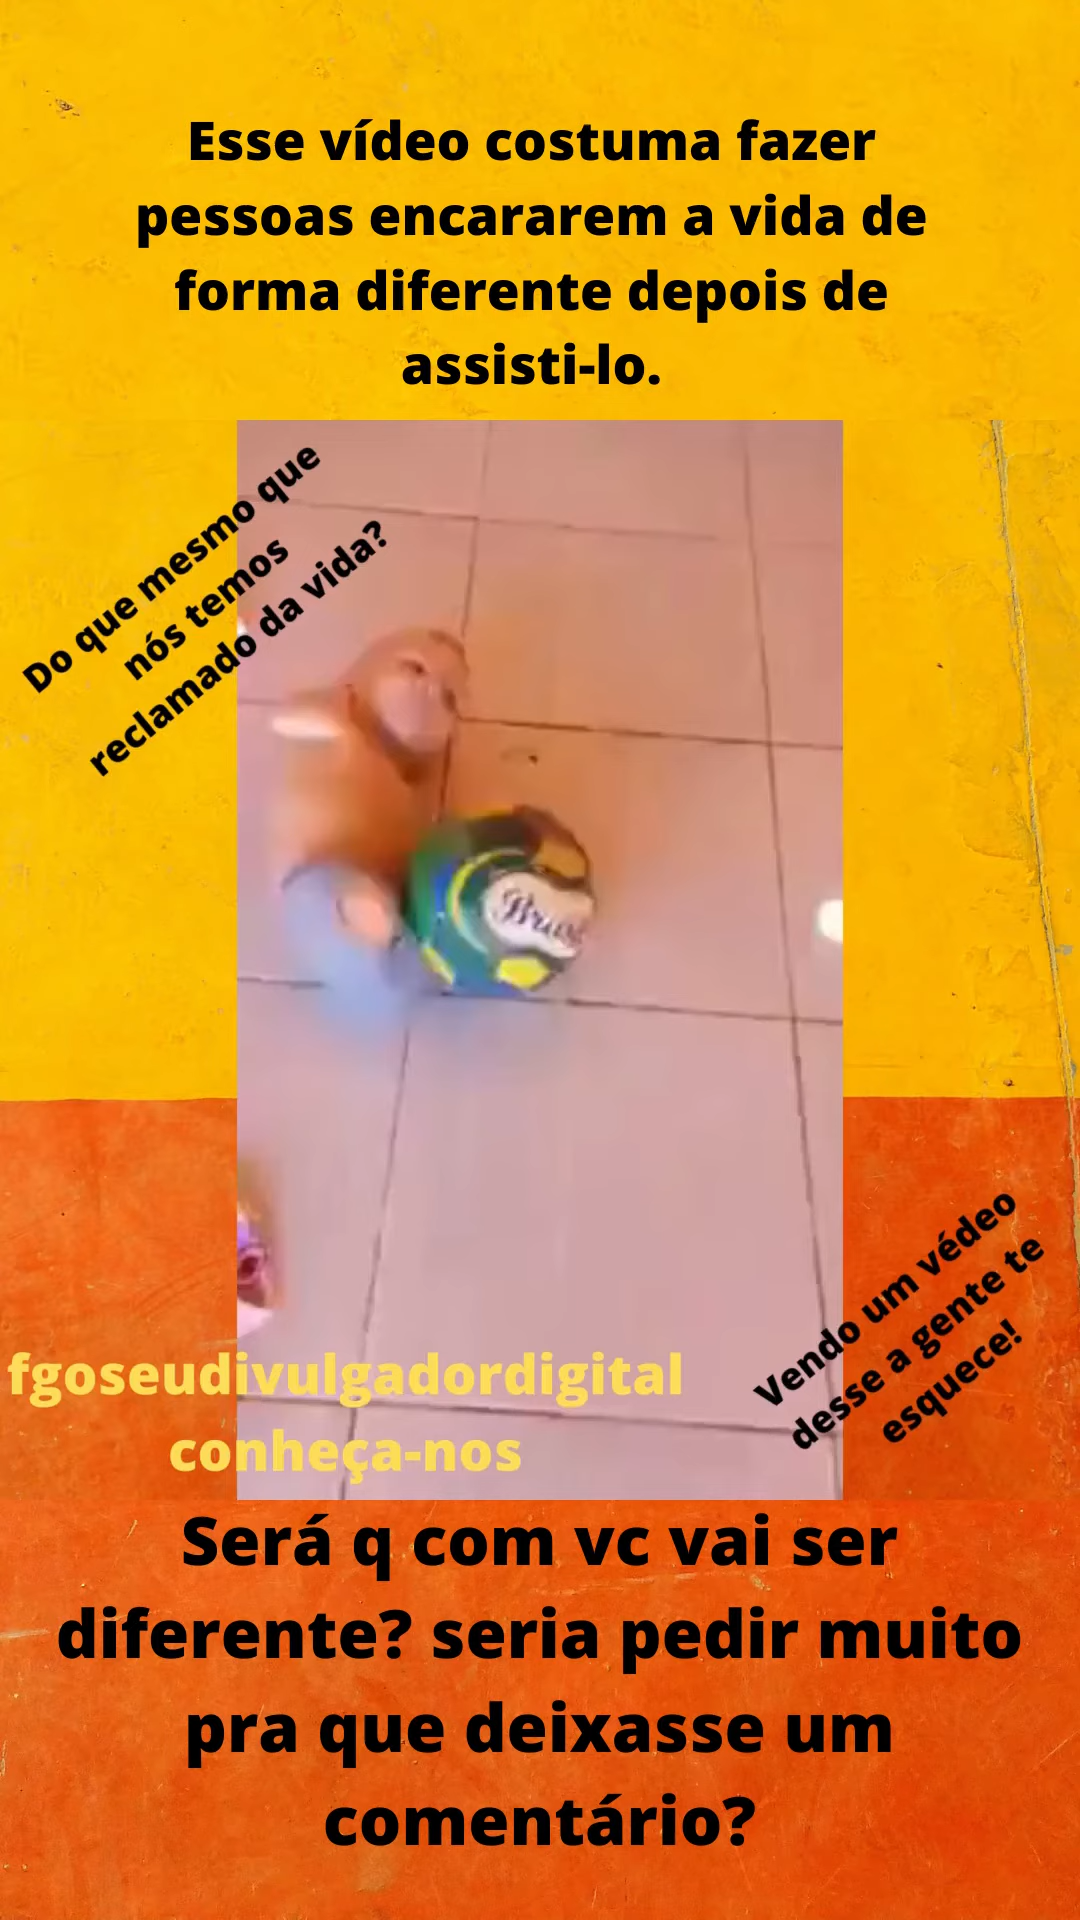 Esse vídeo costuma fazer
pessoas encararem a vida de
forma diferente depois de
assisti-lo.
Do que mesmo que
nós temos
reclamado da vida?
Vendo um védeo
desse a gente te
esquece!
fgoseudivulgadordigital
conheça-nos
Será q com vc vai ser
diferente? seria pedir muito
pra que deixasse um
comentário?